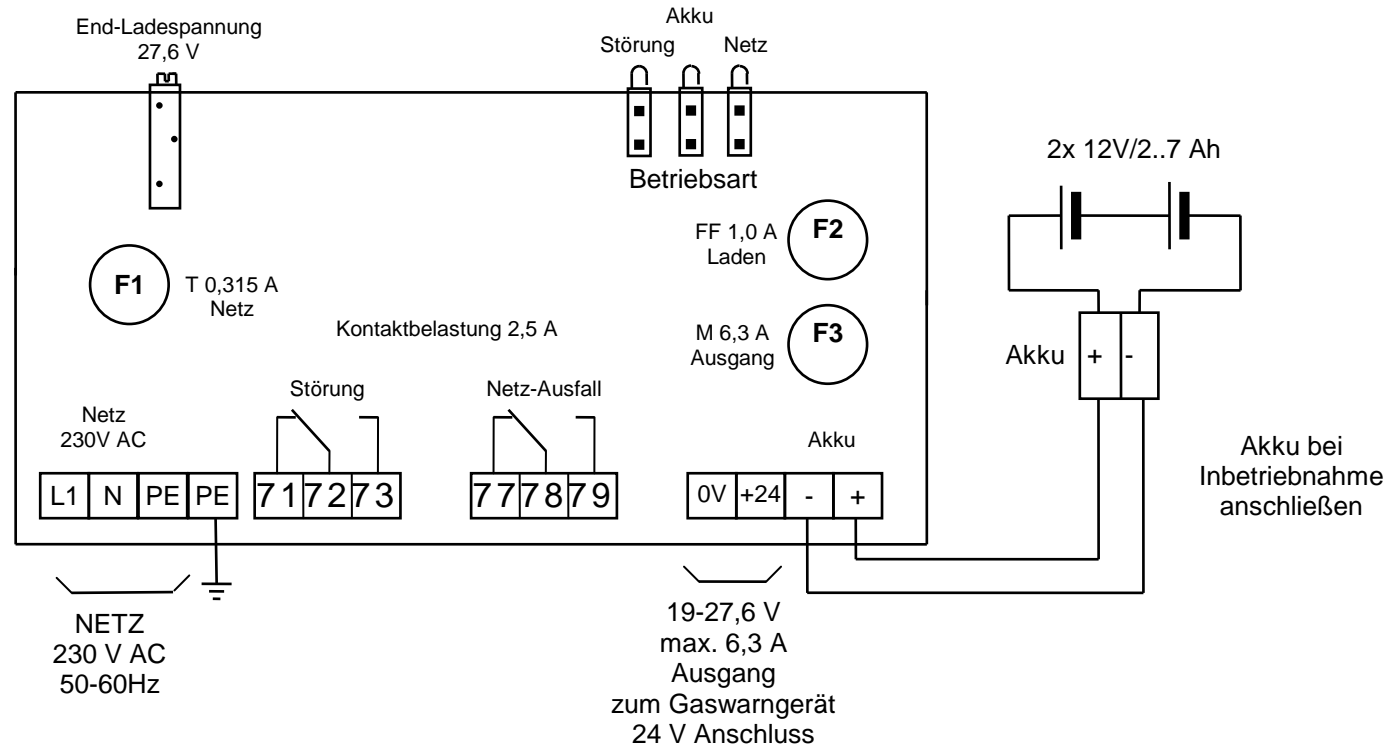 End-Ladespannung
27,6 V
Akku
Störung
Netz
Betriebsart
2x 12V/2..7 Ah
F1
T 0,315 A
Netz
FF 1,0 A
Laden
F2
M 6,3 A
Ausgang
F3
Kontaktbelastung 2,5 A
Akku
+
-
Störung
Netz-Ausfall
Netz
230V AC
Akku
Akku bei
Inbetriebnahme
anschließen
L1 N PE PE
71 72 73
77 78 79
0V +24 - +
NETZ
230 V AC
50-60Hz
19-27,6 V
max. 6,3 A
Ausgang
zum Gaswarngerät
24 V Anschluss